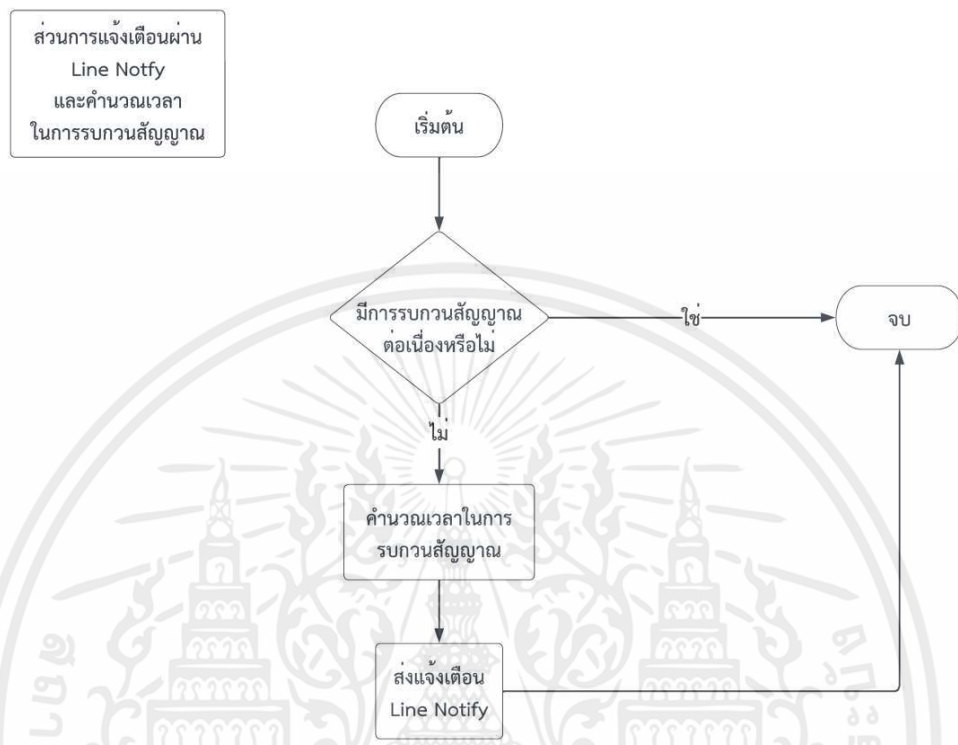 ส่วนการแจ้งเตือนผ่าน
Line Notfy
และคำนวณเวลา
ในการรบกวนสัญญาณ
เริ่มต้น
มีการรบกวนสัญญาณ
ต่อเนื่องหรือไม่
ใช่
จบ
ไม่
คำนวณเวลาในการ
รบกวนสัญญาณ
ส่งแจ้งเตือน
Line Notify